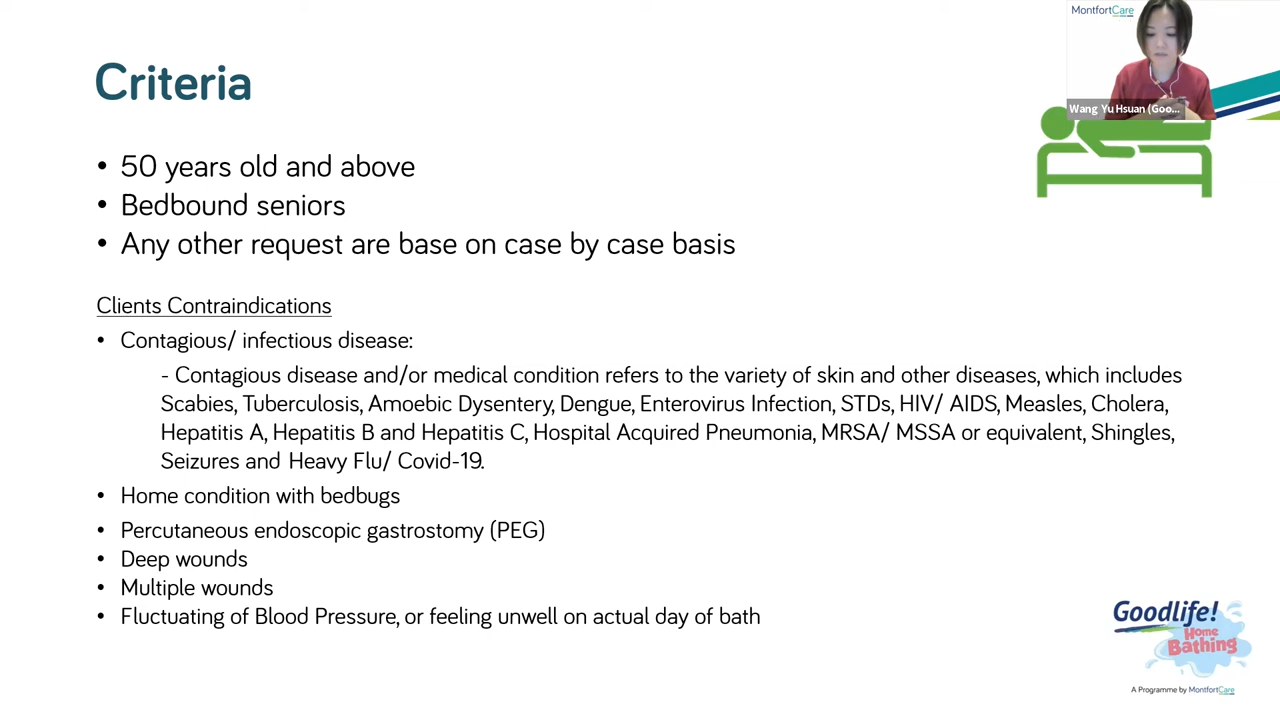 MontfortCare
Criteria
Wang Yu Hsuan (Goo...
• 50 years old and above
• Bedbound seniors
• Any other request are base on case by case basis
Clients Contraindications
• Contagious/ infectious disease:
- Contagious disease and/or medical condition refers to the variety of skin and other diseases, which includes
Scabies, Tuberculosis, Amoebic Dysentery, Dengue, Enterovirus Infection, STDs, HIV/ AIDS, Measles, Cholera,
Hepatitis A, Hepatitis B and Hepatitis C, Hospital Acquired Pneumonia, MRSA/ MSSA or equivalent, Shingles,
Seizures and Heavy Flu/ Covid-19.
• Home condition with bedbugs
• Percutaneous endoscopic gastrostomy (PEG)
• Deep wounds
• Multiple wounds
• Fluctuating of Blood Pressure, or feeling unwell on actual day of bath
Goodlife!
Home
Bathing
A Programme by MontfortCare